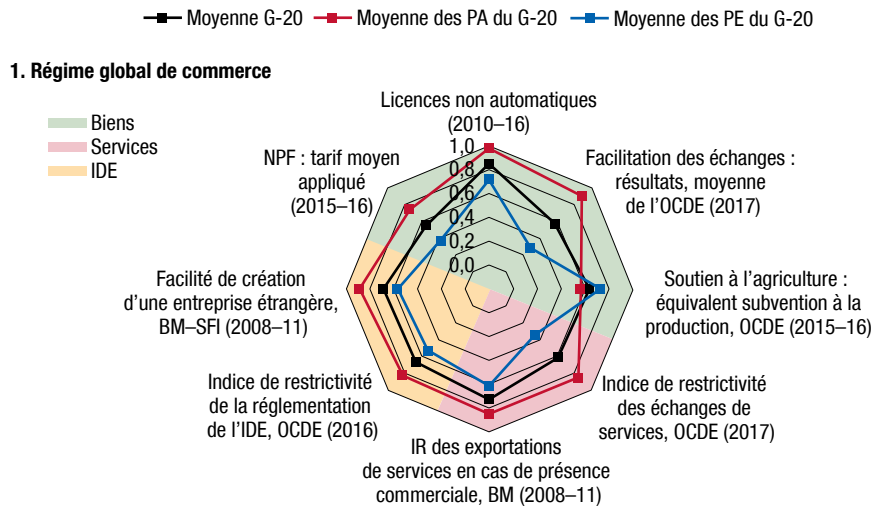 Moyenne G-20 Moyenne des PA du G-20 Moyenne des PE du G-20
1. Régime global de commerce
Biens
Services
IDE
Licences non automatiques
(2010–16)
Facilitation des échanges :
résultats, moyenne
de l’OCDE (2017)
Soutien à l’agriculture :
équivalent subvention à la
production, OCDE (2015–16)
Indice de restrictivité
des échanges de
services, OCDE (2017)
IR des exportations
de services en cas de présence
commerciale, BM (2008–11)
Indice de restrictivité
de la réglementation
de l’IDE, OCDE (2016)
Facilité de création
d’une entreprise étrangère,
BM–SFI (2008–11)
NPF : tarif moyen
appliqué
(2015–16)
1,0
0,8
0,6
0,4
0,2
0,0